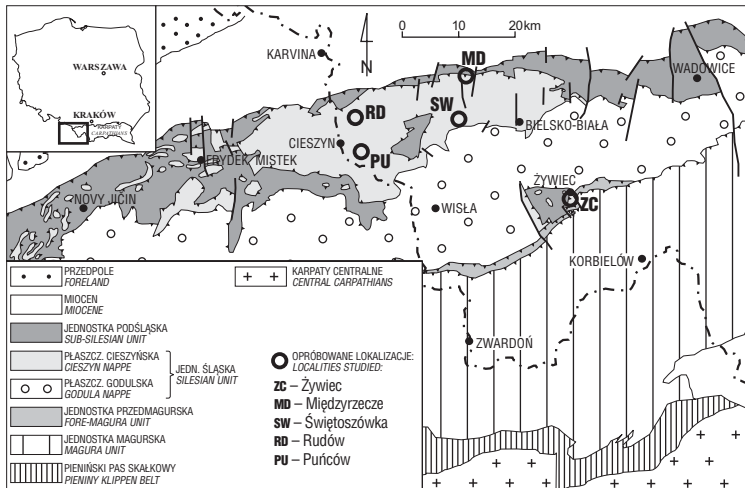 WARSZAWA
KRAKÓW
KARPATY
CARPATHIANS
KARVINA
N
0 10 20km
MD
WADOWICE
RD
SW
CIESZYN
BIELSKO-BIAŁA
PU
FRYDEK, MISTEK
ŻYWIEC
NOVY JIČIN
WISŁA
ZC
KORBIELÓW
ZWARDOŃ
PRZEDPOLE
FORELAND
MIOCEN
MIOCENE
JEDNOSTKA PODŚLĄSKA
SUB-SILESIAN UNIT
PŁASZCZ. CIESZYŃSKA
CIESZYN NAPPE
PŁASZCZ. GODULSKA
GODULA NAPPE
JEDN. ŚLĄSKA
SILESIAN UNIT
JEDNOSTKA PRZEDMAGURSKA
FORE-MAGURA UNIT
JEDNOSTKA MAGURSKA
MAGURA UNIT
PIENIŃSKI PAS SKAŁKOWY
PIENINY KLIPPEN BELT
KARPATY CENTRALNE
CENTRAL CARPATHIANS
OPRÓBOWANE LOKALIZACJE:
LOCALITIES STUDIED:
ZC – Żywiec
MD – Międzyrzecze
SW – Świętoszówka
RD – Rudów
PU – Puńców